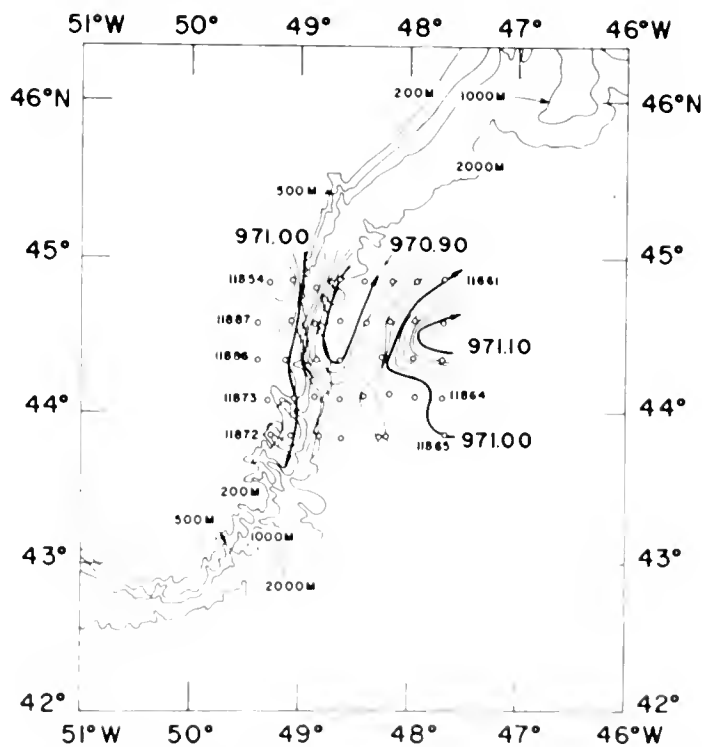 51°W 50° 49° 48° 47° 46°W
46°N 200M 1000M 46°N
2000M
500M
45° 971.00 970.90 45°
11854 11861
11887
11886 971.10
44° 11873 11864 44°
11872 11865 971.00
200M
500M
43° 1000M 43°
2000M
42° 42°
51°W 50° 49° 48° 47° 46°W